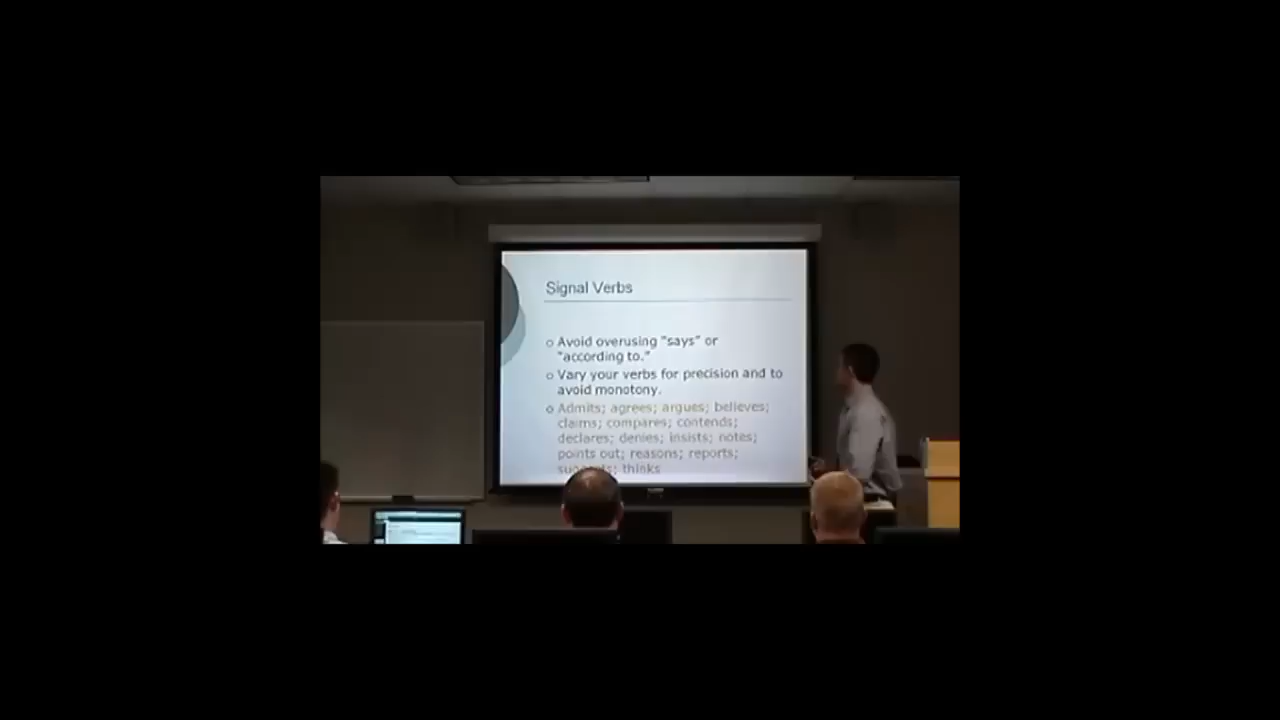 Signal Verbs
o Avoid overusing "says" or
"according to."
o Vary your verbs for precision and to
avoid monotony.
o Admits; agrees; argues; believes;
claims; compares; contends;
declares; denies; insists; notes;
points out; reasons; reports;
thinks